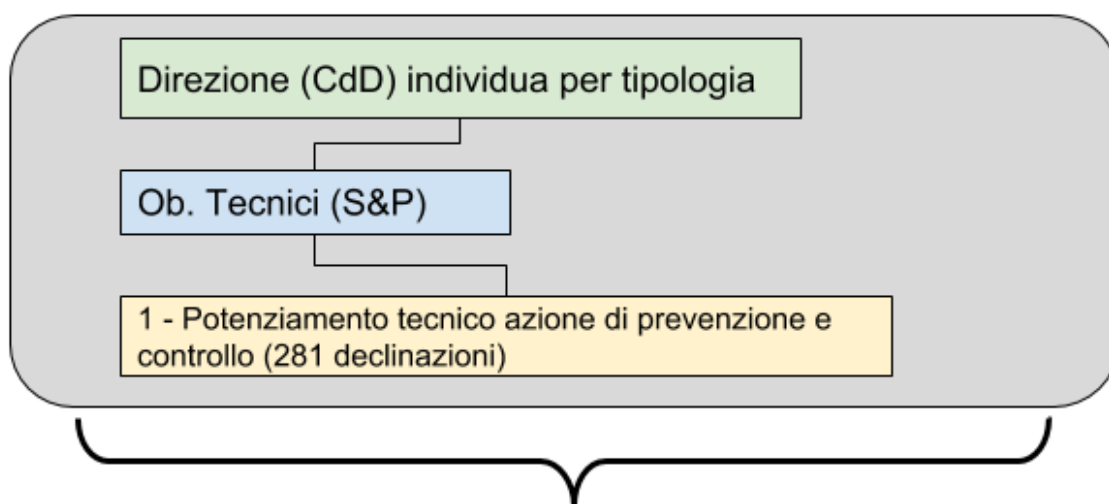 Direzione (CdD) individua per tipologia
Ob. Tecnici (S&P)
1 - Potenziamento tecnico azione di prevenzione e
controllo (281 declinazioni)